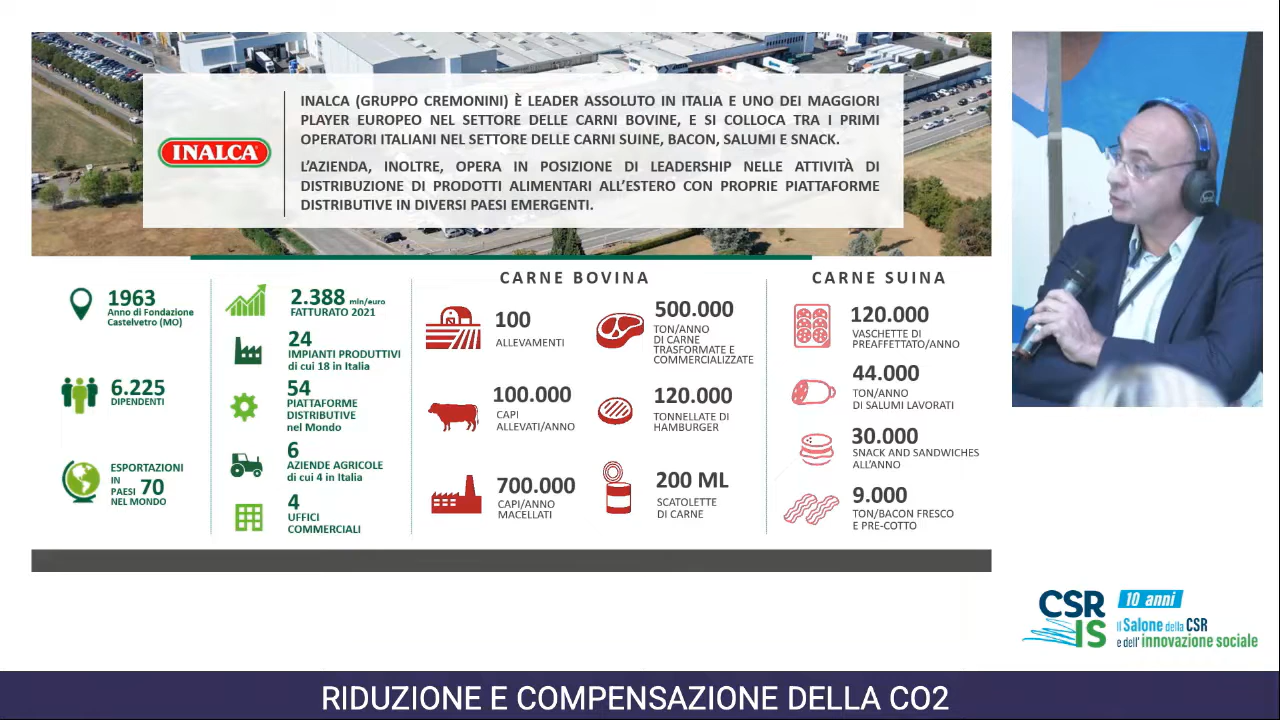 INALCA
INALCA (GRUPPO CREMONINI) È LEADER ASSOLUTO IN ITALIA E UNO DEI MAGGIORI
PLAYER EUROPEO NEL SETTORE DELLE CARNI BOVINE, E SI COLLOCA TRA I PRIMI
OPERATORI ITALIANI NEL SETTORE DELLE CARNI SUINE, BACON, SALUMI E SNACK.
L'AZIENDA, INOLTRE, OPERA IN POSIZIONE DI LEADERSHIP NELLE ATTIVITÀ DI
DISTRIBUZIONE DI PRODOTTI ALIMENTARI ALL'ESTERO CON PROPRIE PIATTAFORME
DISTRIBUTIVE IN DIVERSI PAESI EMERGENTI.
1963
Anno di Fondazione
Castelvetro (MO)
6.225
DIPENDENTI
ESPORTAZIONI
IN
PAESI 70
NEL MONDO
2.388 mln/euro
FATTURATO 2021
24
IMPIANTI PRODUTTIVI
di cui 18 in Italia
54
PIATTAFORME
DISTRIBUTIVE
nel Mondo
6
AZIENDE AGRICOLE
di cui 4 in Italia
4
UFFICI
COMMERCIALI
CARNE BOVINA
100
ALLEVAMENTI
100.000
CAPI
ALLEVATI/ANNO
700.000
CAPI/ANNO
MACELLATI
500.000
TON/ANNO
DI CARNE
TRASFORMATE E
COMMERCIALIZZATE
120.000
TONNELLATE DI
HAMBURGER
200 ML
SCATOLETTE
DI CARNE
CARNE SUINA
120.000
VASCHETTE DI
PREAFFETTATO/ANNO
44.000
TON/ANNO
DI SALUMI LAVORATI
30.000
SNACK AND SANDWICHES
ALL'ANNO
9.000
TON/BACON FRESCO
E PRE-COTTO
CSR
IS
10 anni
Il Salone della CSR
e dell'innovazione sociale
RIDUZIONE E COMPENSAZIONE DELLA CO2